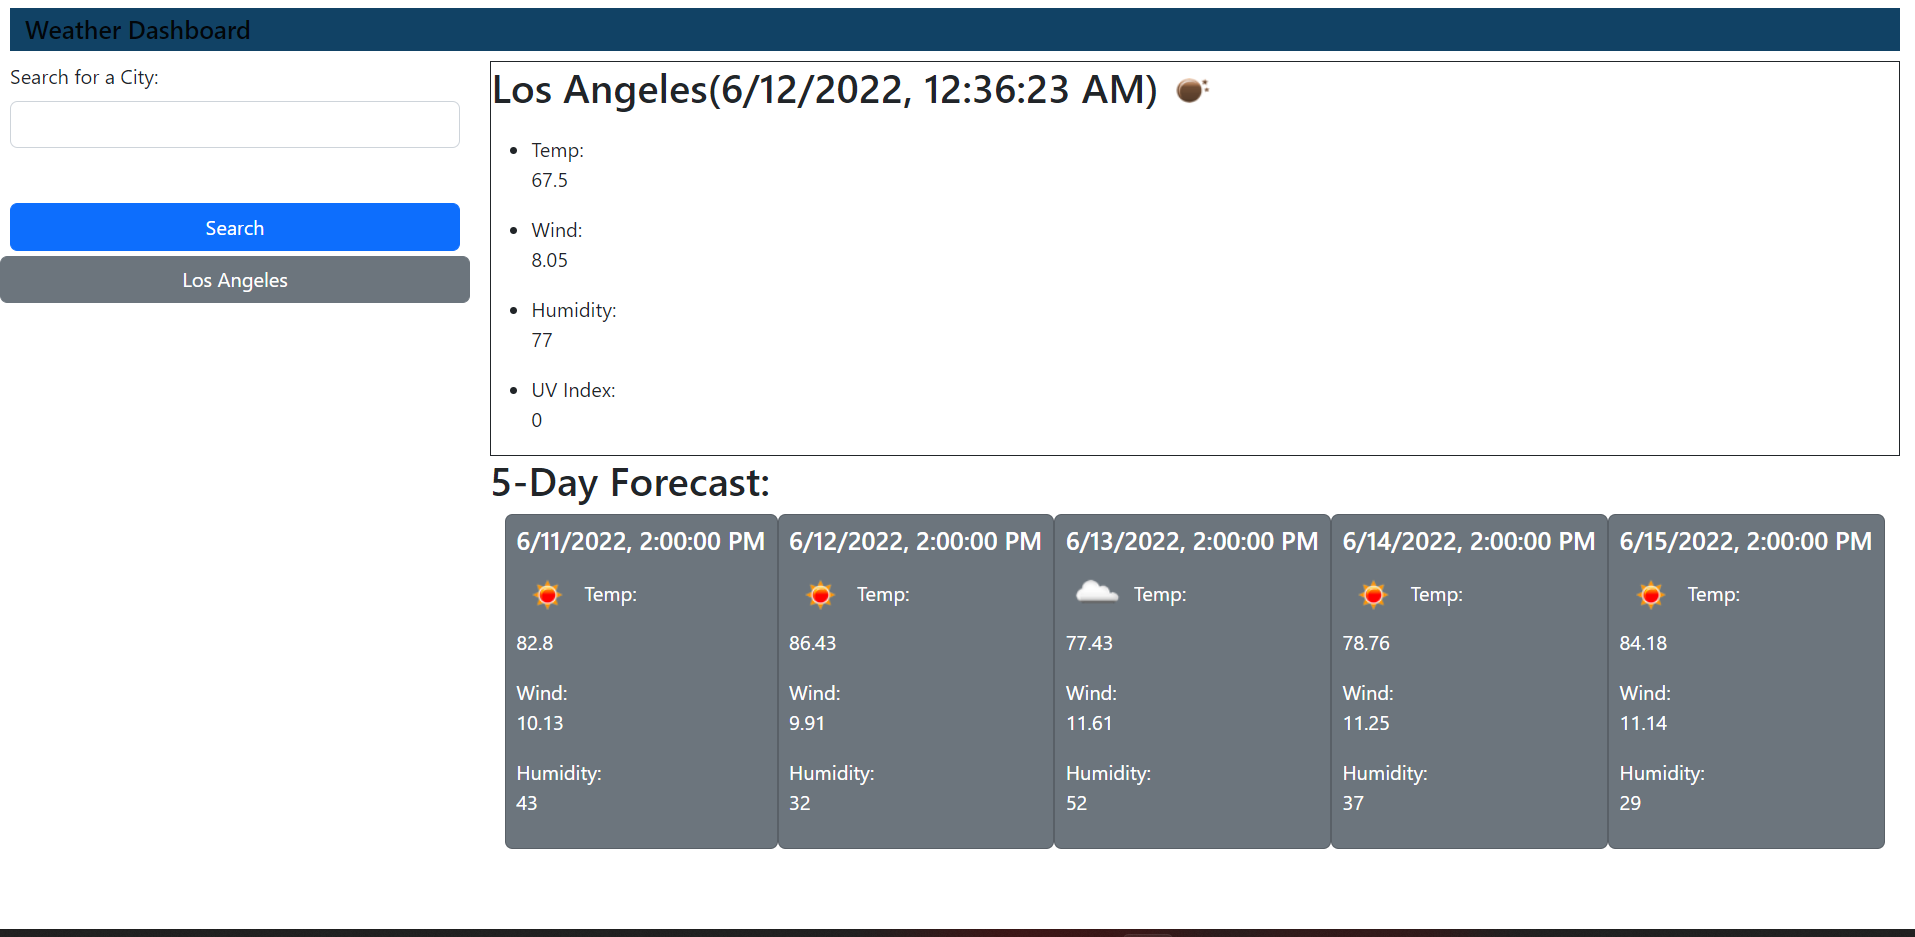 Weather Dashboard
Search for a City:
Search
Los Angeles
Los Angeles(6/12/2022, 12:36:23 AM)
Temp:
67.5
Wind:
8.05
Humidity:
77
UV Index:
0
5-Day Forecast:
6/11/2022, 2:00:00 PM
Temp:
82.8
Wind:
10.13
Humidity:
43
6/12/2022, 2:00:00 PM
Temp:
86.43
Wind:
9.91
Humidity:
32
6/13/2022, 2:00:00 PM
Temp:
77.43
Wind:
11.61
Humidity:
52
6/14/2022, 2:00:00 PM
Temp:
78.76
Wind:
11.25
Humidity:
37
6/15/2022, 2:00:00 PM
Temp:
84.18
Wind:
11.14
Humidity:
29